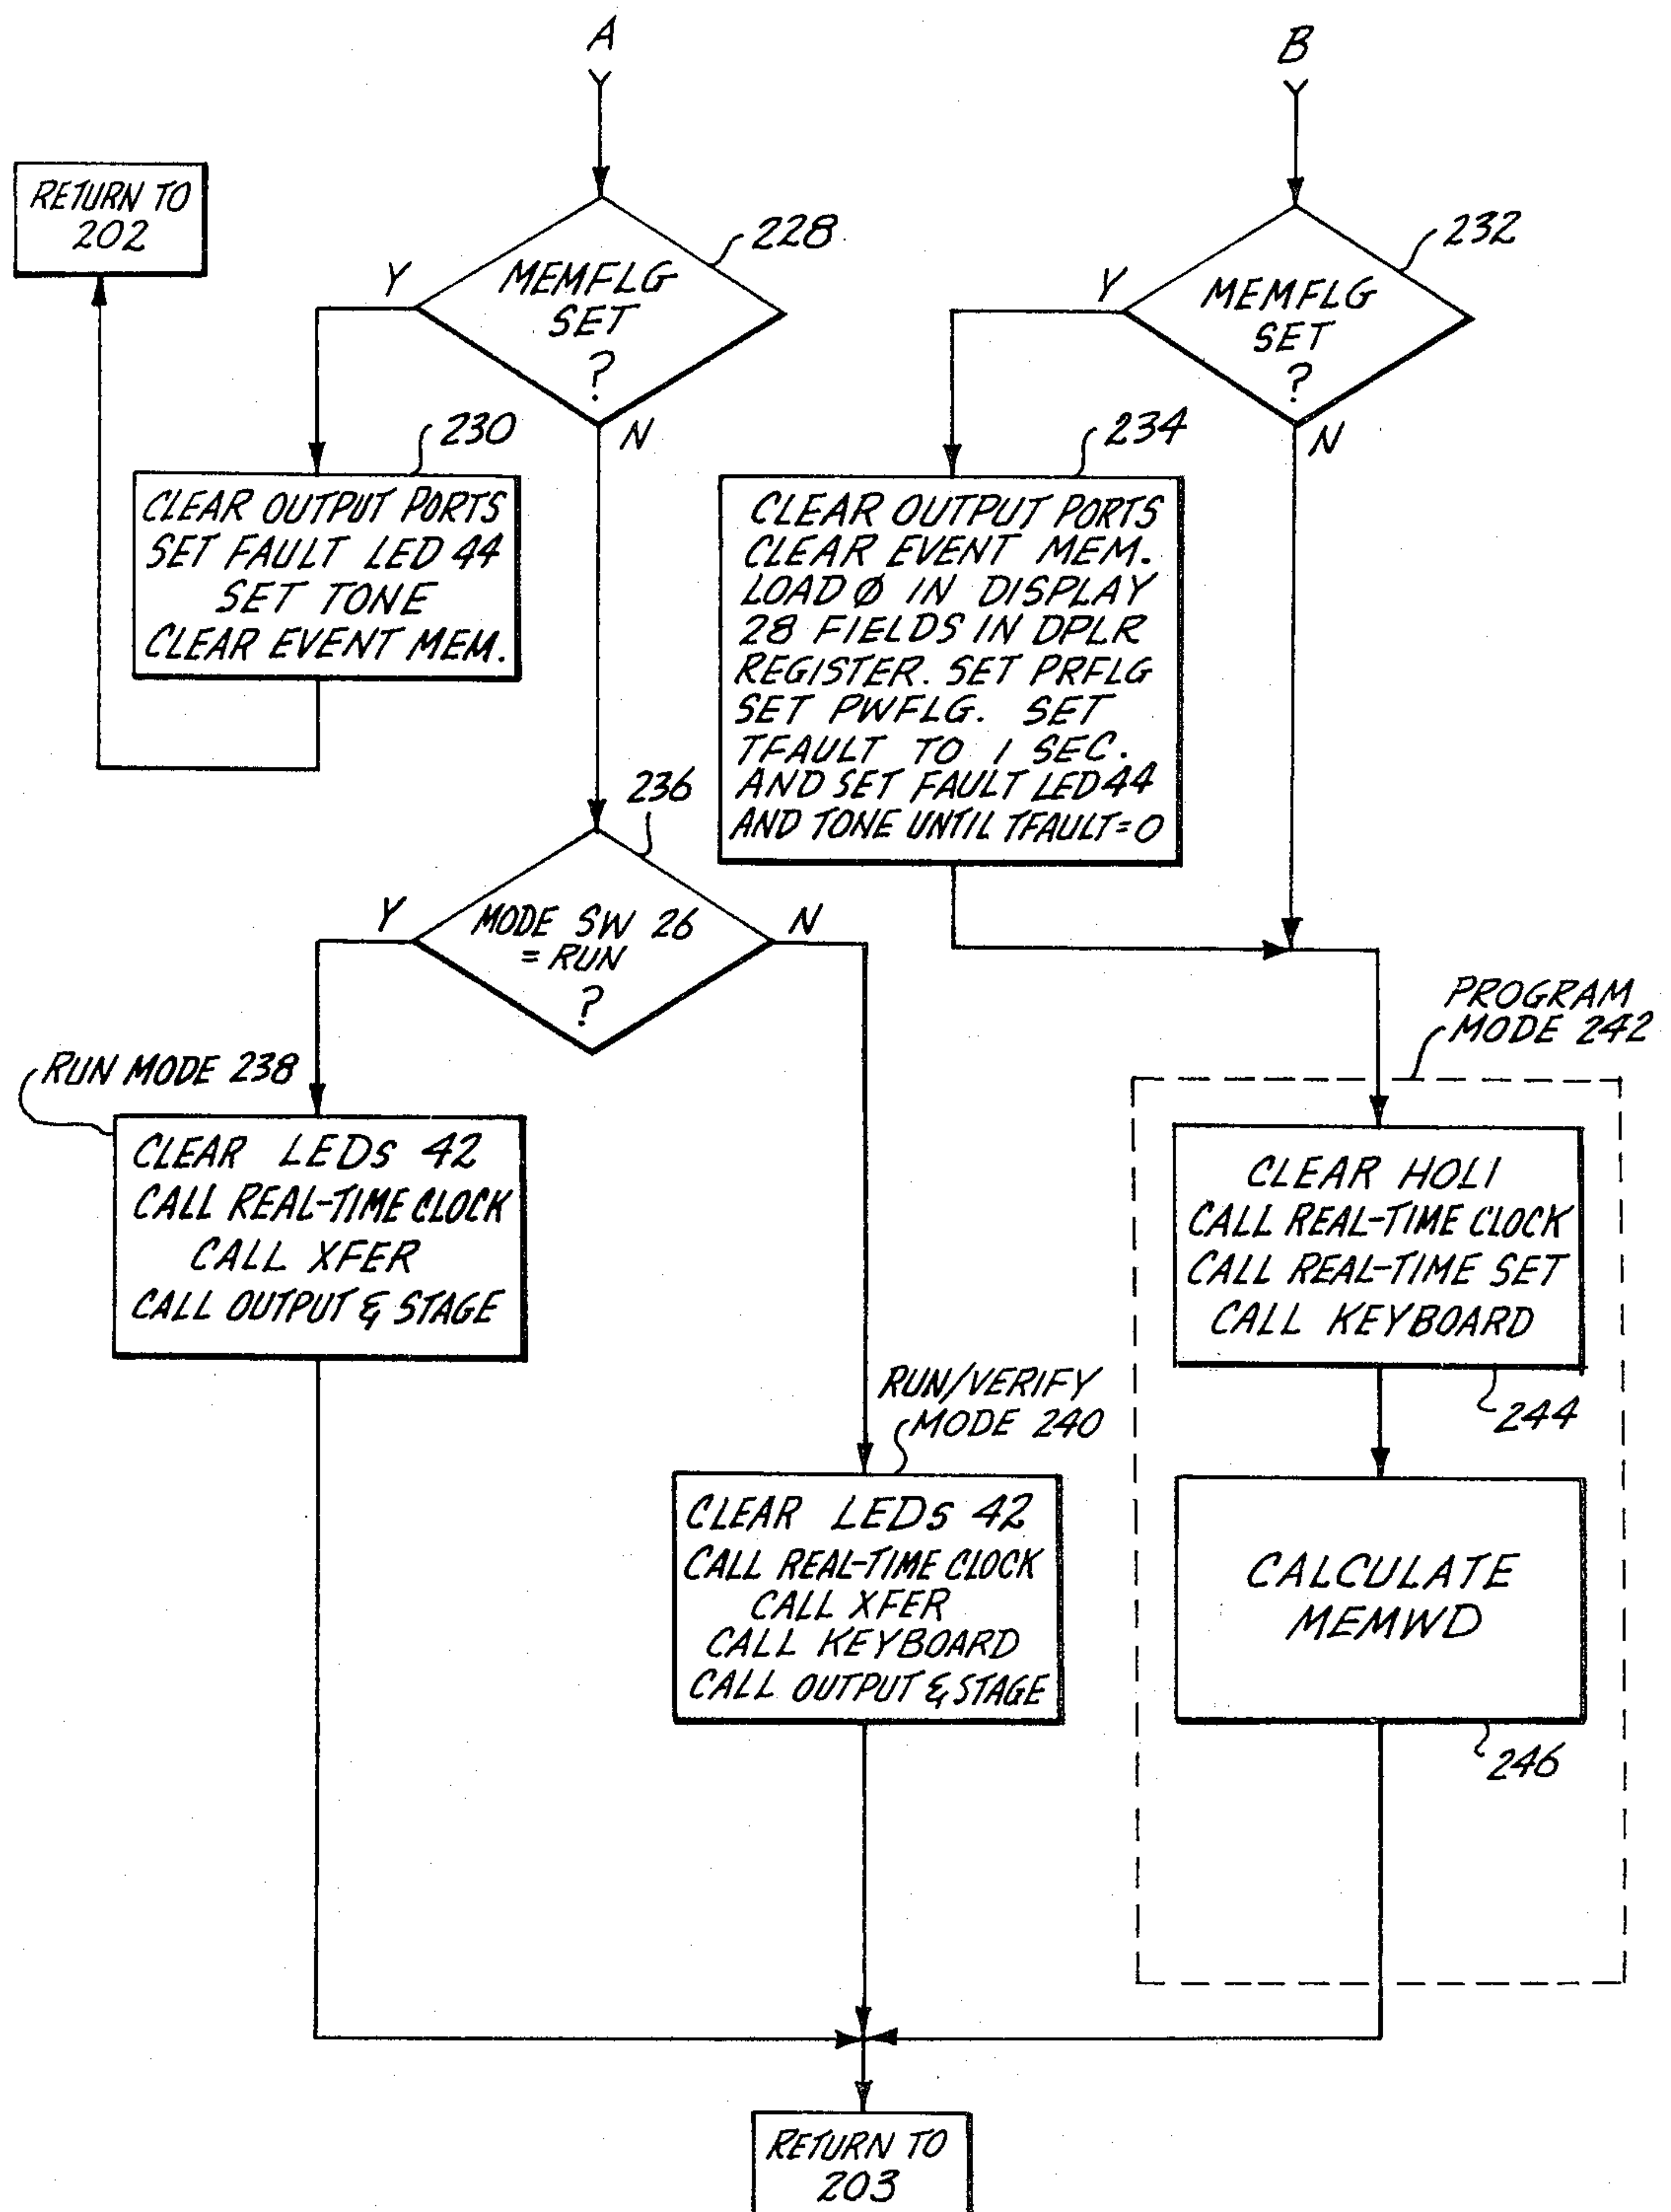 A
B
RETURN TO
202
228
232
Y
MEMFLG
SET
?
N
Y
MEMFLG
SET
?
N
230
CLEAR OUTPUT PORTS
SET FAULT LED 44
SET TONE
CLEAR EVENT MEM.
234
CLEAR OUTPUT PORTS
CLEAR EVENT MEM.
LOAD Ø IN DISPLAY
28 FIELDS IN DPLR
REGISTER. SET PRFLG
SET PWFLG. SET
TFAULT TO 1 SEC.
AND SET FAULT LED 44
AND TONE UNTIL TFAULT=0
236
Y
MODE SW 26
= RUN
?
N
PROGRAM
MODE 242
RUN MODE 238
CLEAR LEDs 42
CALL REAL-TIME CLOCK
CALL XFER
CALL OUTPUT & STAGE
CLEAR HOLI
CALL REAL-TIME CLOCK
CALL REAL-TIME SET
CALL KEYBOARD
244
RUN/VERIFY
MODE 240
CLEAR LEDs 42
CALL REAL-TIME CLOCK
CALL XFER
CALL KEYBOARD
CALL OUTPUT & STAGE
CALCULATE
MEMWD
246
RETURN TO
203